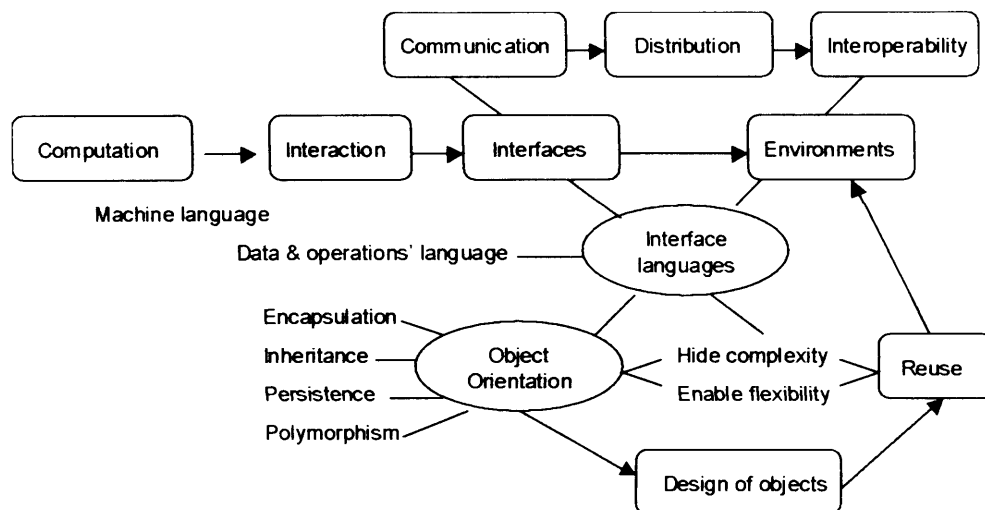 Communication
Distribution
Interoperability
Computation
Interaction
Interfaces
Environments
Machine language
Data & operations' language
Interface
languages
Encapsulation
Inheritance
Persistence
Polymorphism
Object
Orientation
Hide complexity
Enable flexibility
Reuse
Design of objects